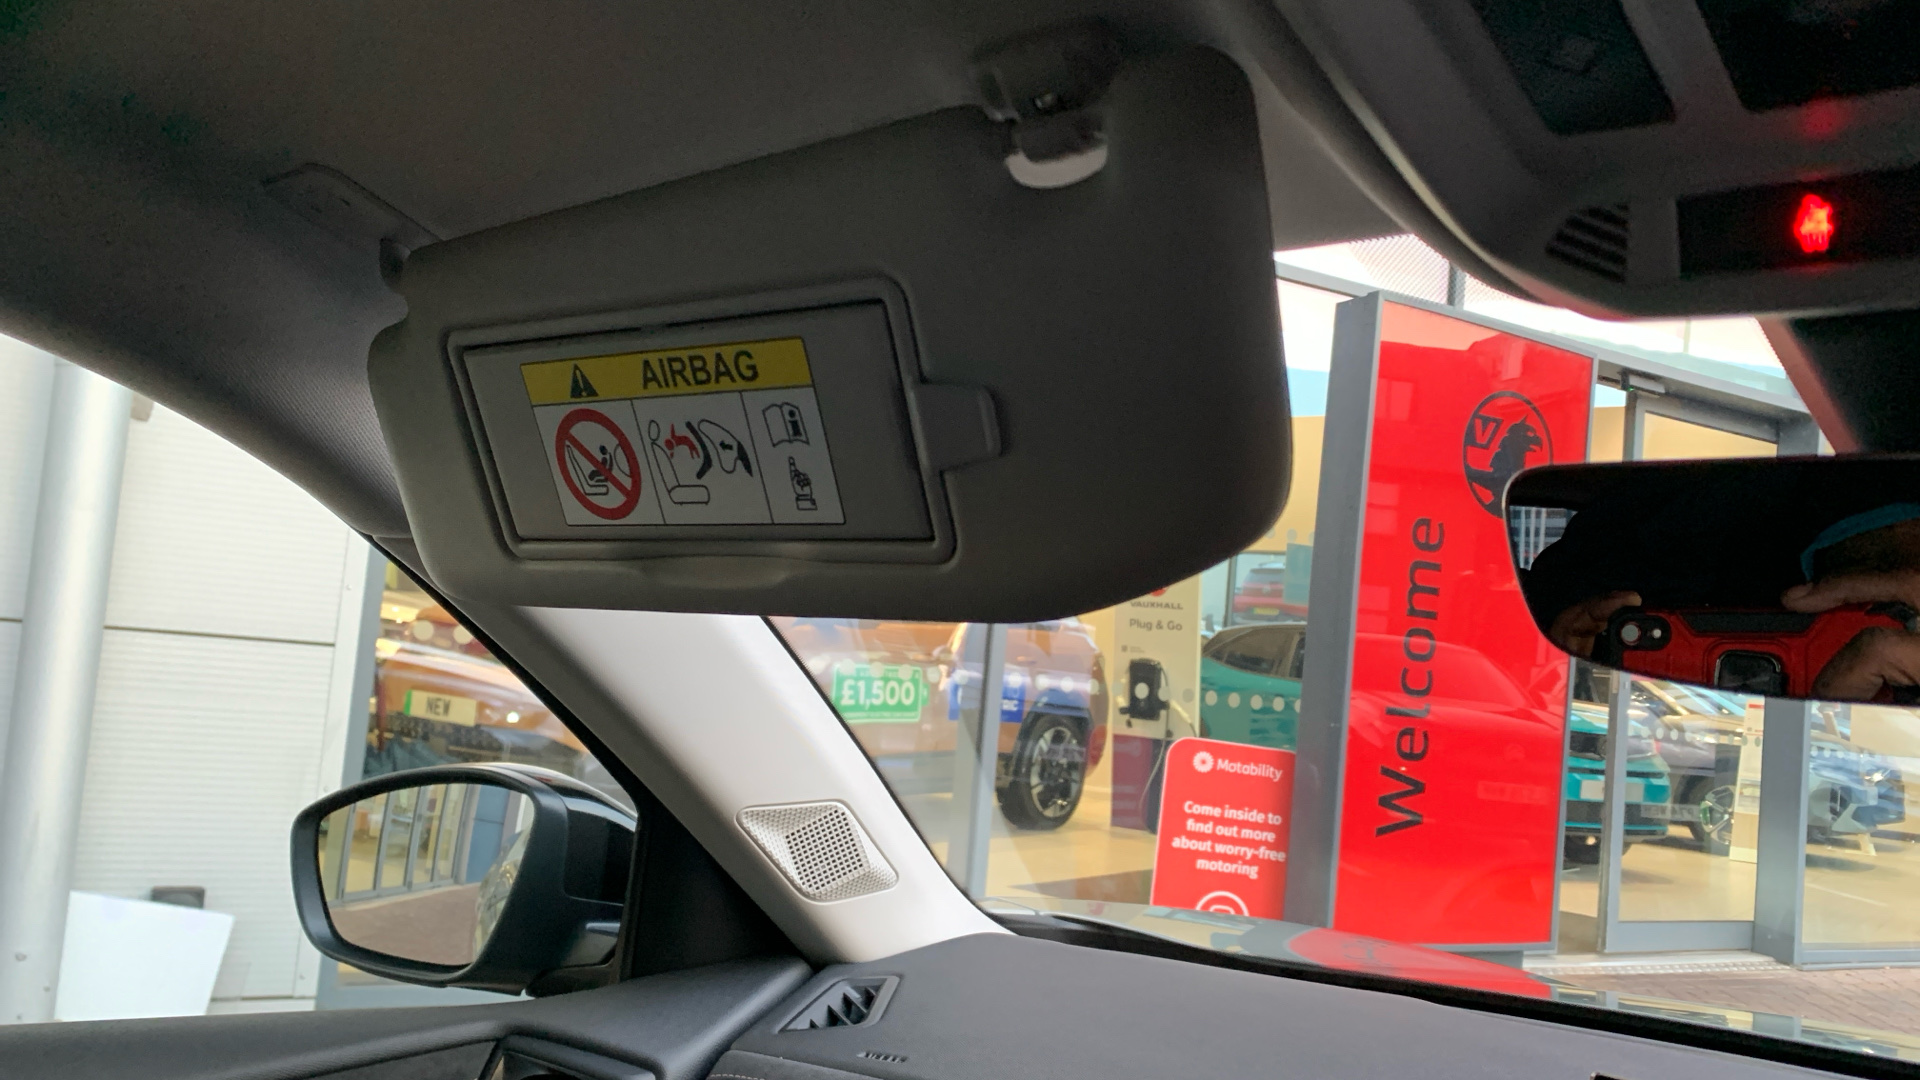 AIRBAG
Welcome
VAUXHALL
Plug & Go
NEW
£1,500
Motability
Come inside to
find out more
about worry-free
motoring
AIRBAG